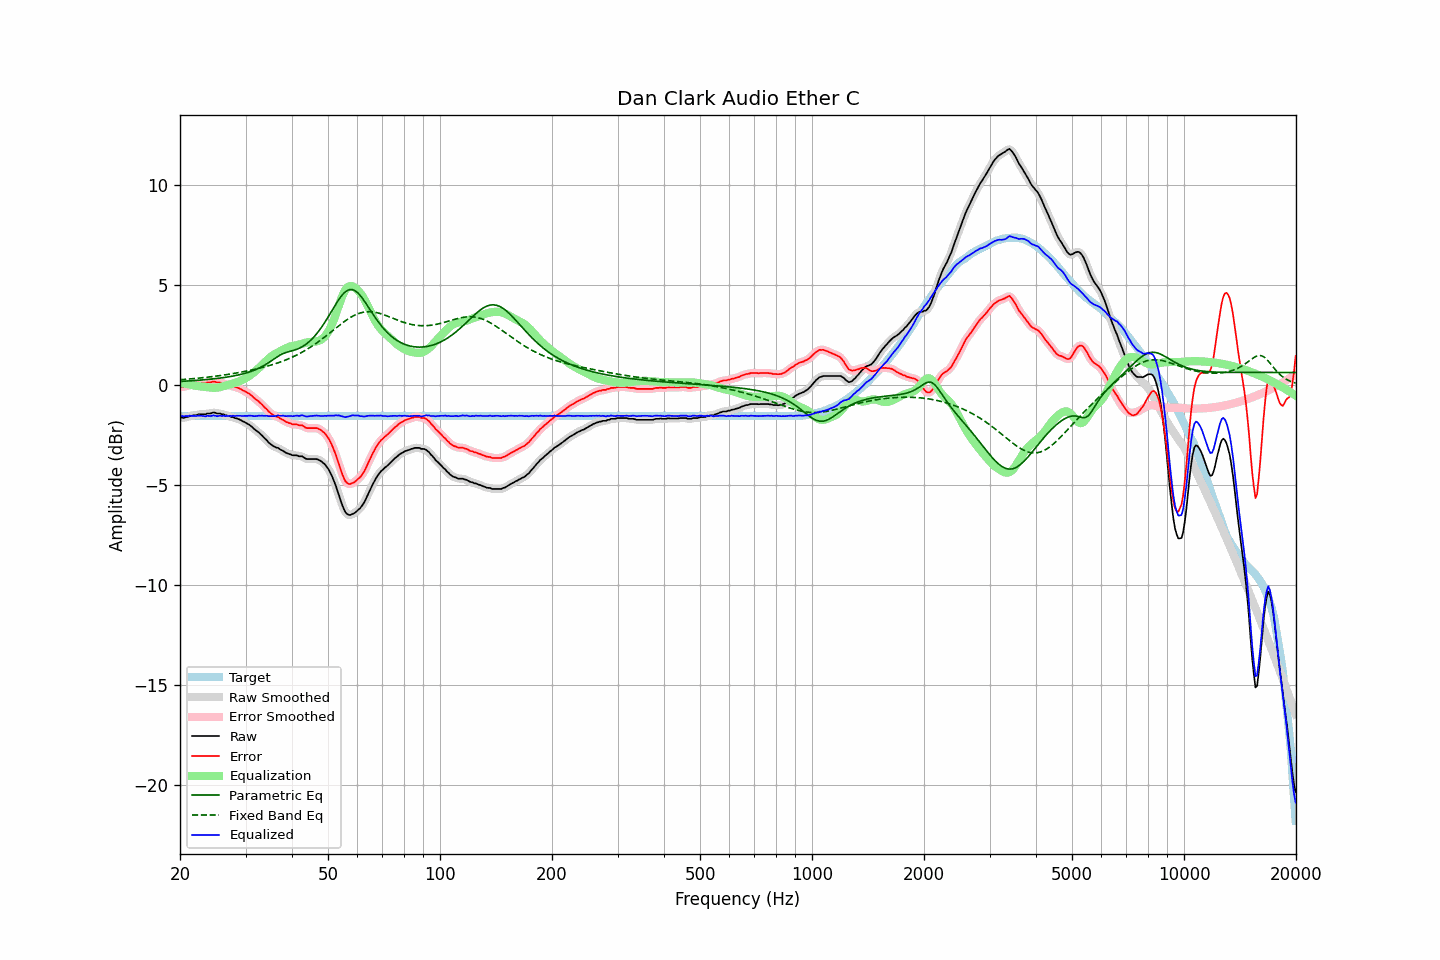 Dan Clark Audio Ether C
Amplitude (dBr)
10
5
0
−5
−10
−15
−20
Target
Raw Smoothed
Error Smoothed
Raw
Error
Equalization
Parametric Eq
Fixed Band Eq
Equalized
20 50 100 200 500 1000 2000 5000 10000 20000
Frequency (Hz)